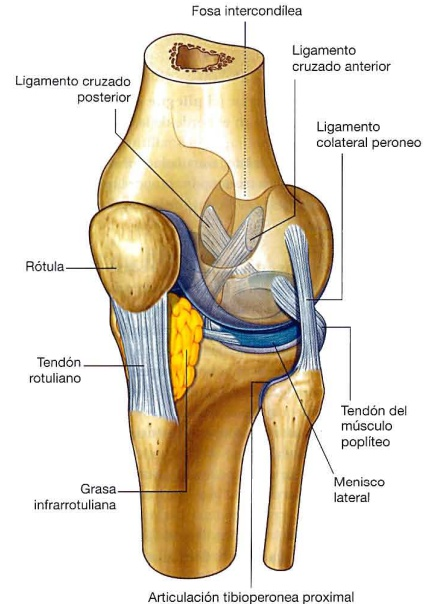 Fosa intercondílea
Ligamento
cruzado anterior
Ligamento cruzado
posterior
Ligamento
colateral peroneo
Rótula
Tendón
rotuliano
Tendón del
músculo
poplíteo
Menisco
lateral
Grasa
infrarrotuliana
Articulación tibioperonea proximal